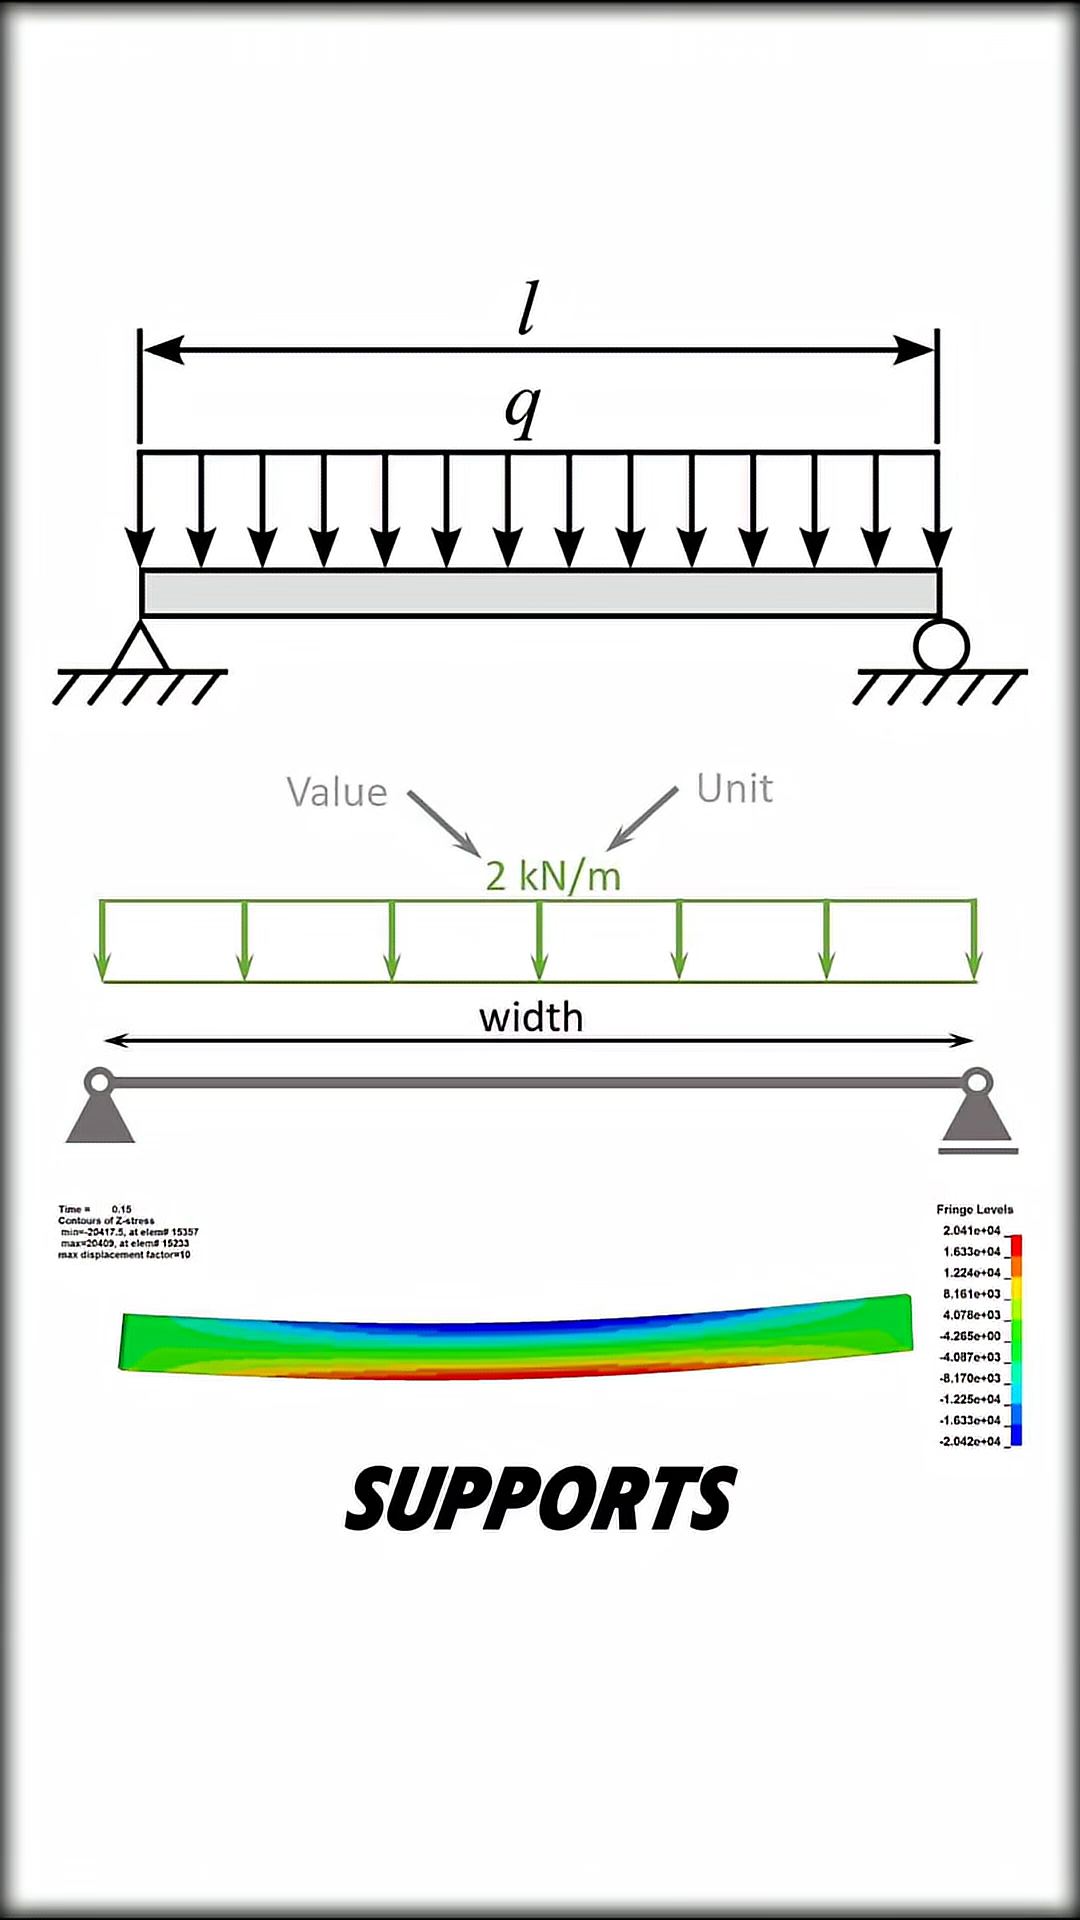 l
q
Value
Unit
2 kN/m
width
Time = 0.15
Contours of Z-stress
min=-20417.5, at elem# 15357
max=20409, at elem# 15233
max displacement factor=10
Fringe Levels
2.041e+04
1.633e+04
1.224e+04
8.161e+03
4.078e+03
-4.265e+00
-4.087e+03
-8.170e+03
-1.225e+04
-1.633e+04
-2.042e+04
SUPPORTS